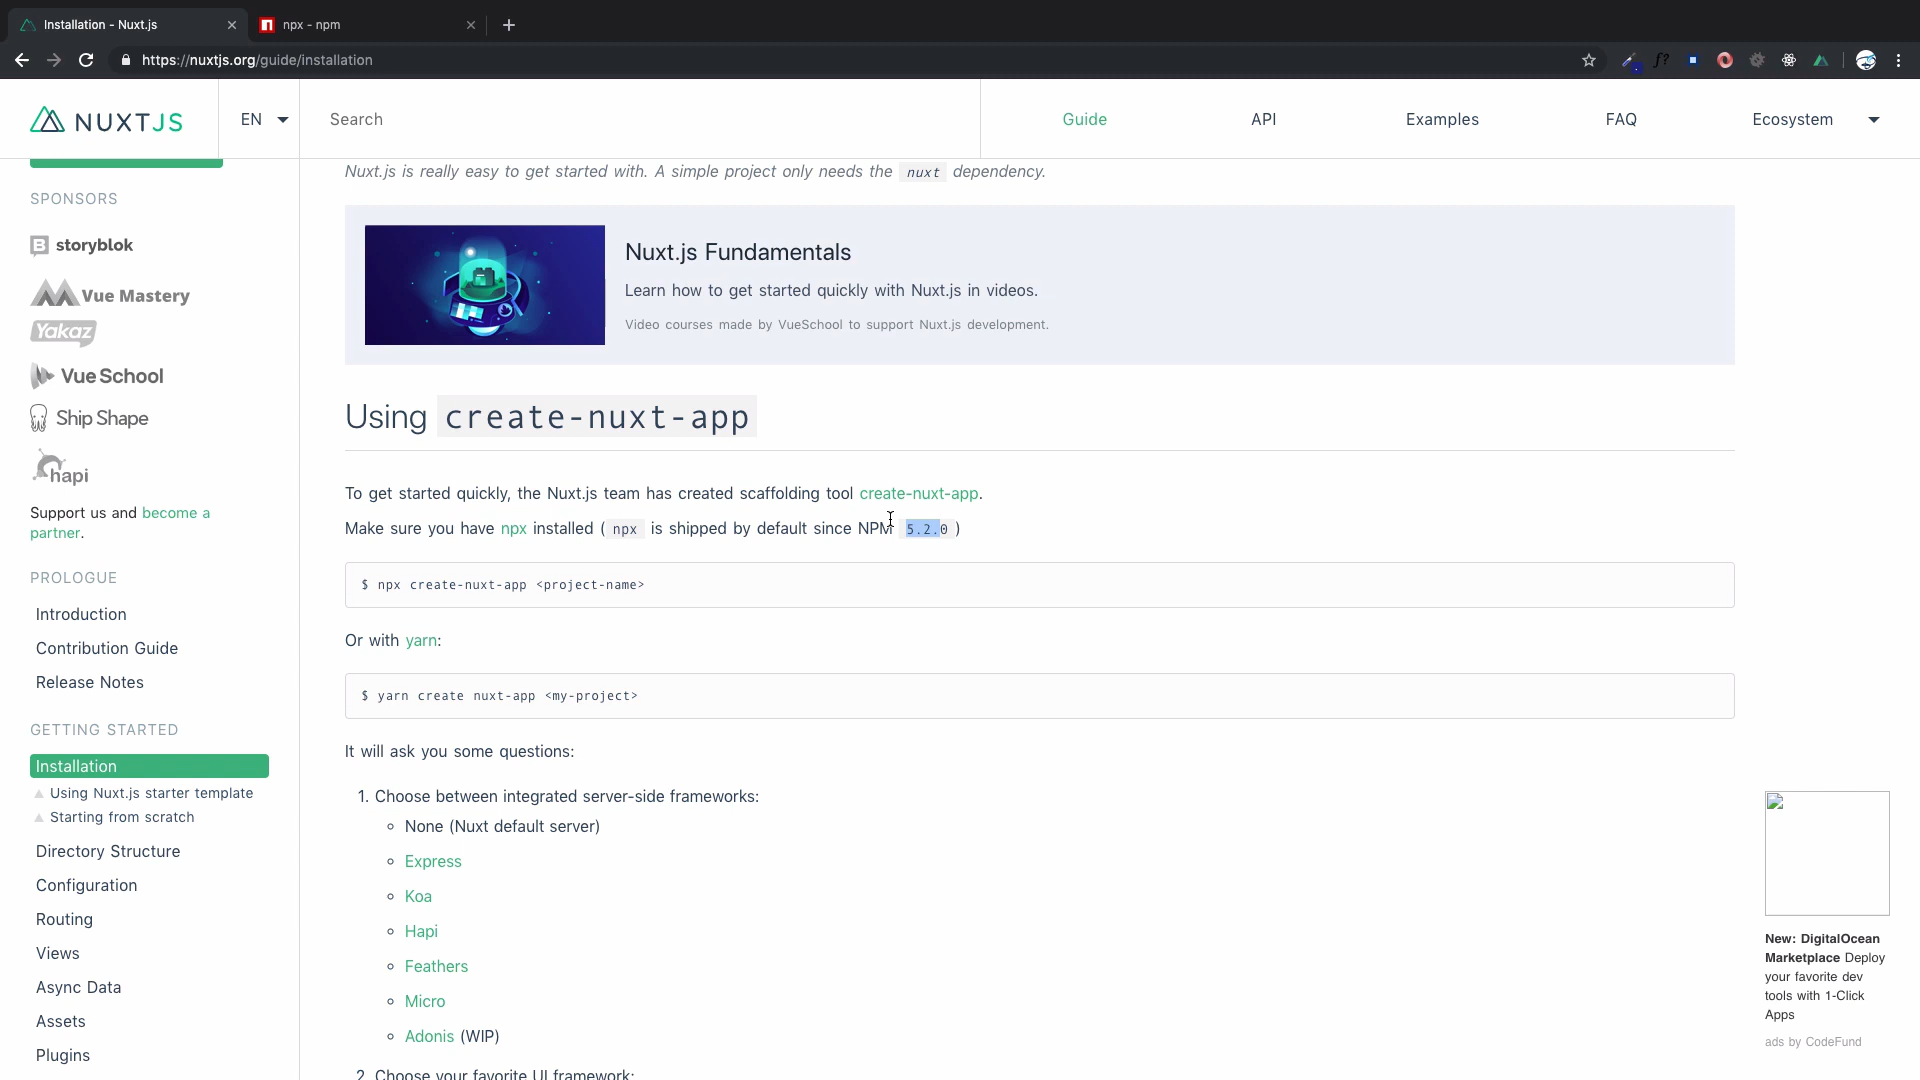 Installation - Nuxt.js
npx - npm
https://nuxtjs.org/guide/installation
f?
NUXTJS
EN
Search
Guide
API
Examples
FAQ
Ecosystem
SPONSORS
storyblok
Vue Mastery
Yakaz
Vue School
Ship Shape
hapi
Support us and become a
partner.
PROLOGUE
Introduction
Contribution Guide
Release Notes
GETTING STARTED
Installation
Using Nuxt.js starter template
Starting from scratch
Directory Structure
Configuration
Routing
Views
Async Data
Assets
Plugins
Nuxt.js is really easy to get started with. A simple project only needs the nuxt dependency.
Nuxt.js Fundamentals
Learn how to get started quickly with Nuxt.js in videos.
Video courses made by VueSchool to support Nuxt.js development.
Using create-nuxt-app
To get started quickly, the Nuxt.js team has created scaffolding tool create-nuxt-app.
Make sure you have npx installed ( npx is shipped by default since NPM 5.2.0 )
$ npx create-nuxt-app <project-name>
Or with yarn:
$ yarn create nuxt-app <my-project>
It will ask you some questions:
1. Choose between integrated server-side frameworks:
None (Nuxt default server)
Express
Koa
Hapi
Feathers
Micro
Adonis (WIP)
2. Choose your favorite UI framework:
New: DigitalOcean
Marketplace Deploy
your favorite dev
tools with 1-Click
Apps
ads by CodeFund